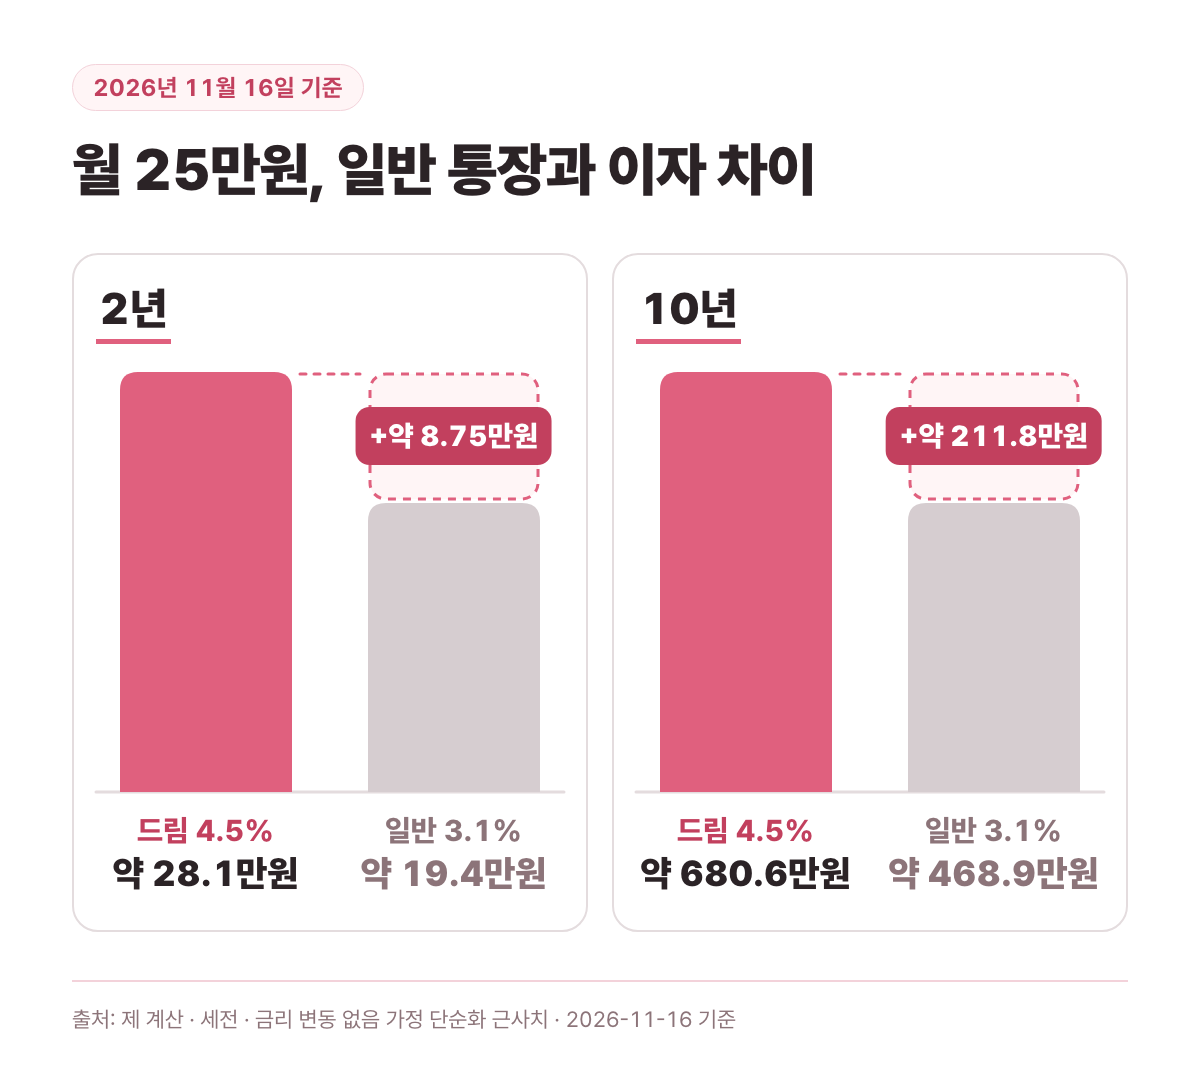 2026년 11월 16일 기준
월 25만원, 일반 통장과 이자 차이
2년
+약 8.75만원
드림 4.5%
약 28.1만원
일반 3.1%
약 19.4만원
10년
+약 211.8만원
드림 4.5%
약 680.6만원
일반 3.1%
약 468.9만원
출처: 제 계산 · 세전 · 금리 변동 없음 가정 단순화 근사치 · 2026-11-16 기준